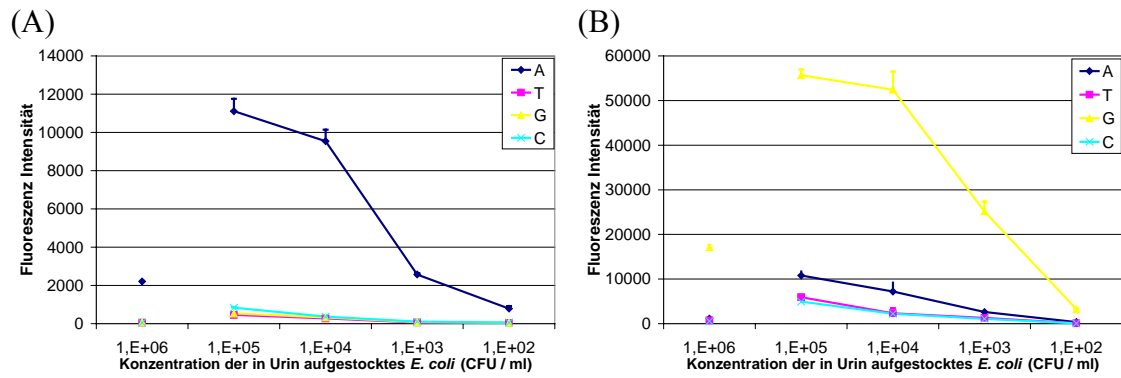 (A)
14000
12000
10000
8000
6000
4000
2000
0
Fluoreszenz Intensität
A
T
G
C
1,E+06 1,E+05 1,E+04 1,E+03 1,E+02
Konzentration der in Urin aufgestocktes E. coli (CFU / ml)
(B)
60000
50000
40000
30000
20000
10000
0
Fluoreszenz Intensität
A
T
G
C
1,E+06 1,E+05 1,E+04 1,E+03 1,E+02
Konzentration der in Urin aufgestocktes E. coli (CFU / ml)